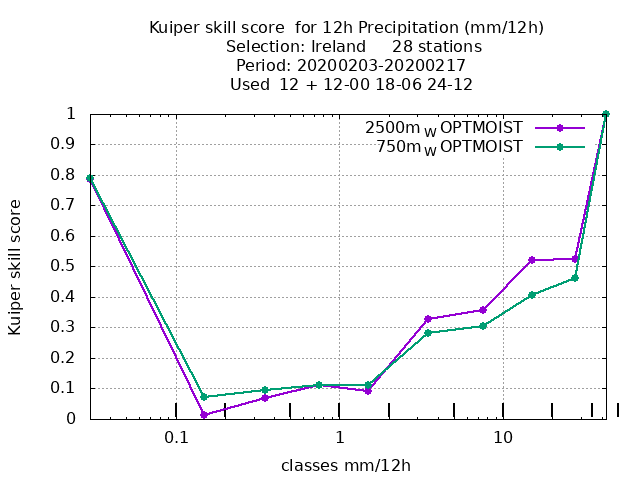 Kuiper skill score  for 12h Precipitation (mm/12h)
Selection: Ireland     28 stations
Period: 20200203-20200217
Used  12 + 12-00 18-06 24-12
2500m_W OPTMOIST
750m_W OPTMOIST
Kuiper skill score
1
0.9
0.8
0.7
0.6
0.5
0.4
0.3
0.2
0.1
0
0.1
1
10
classes mm/12h